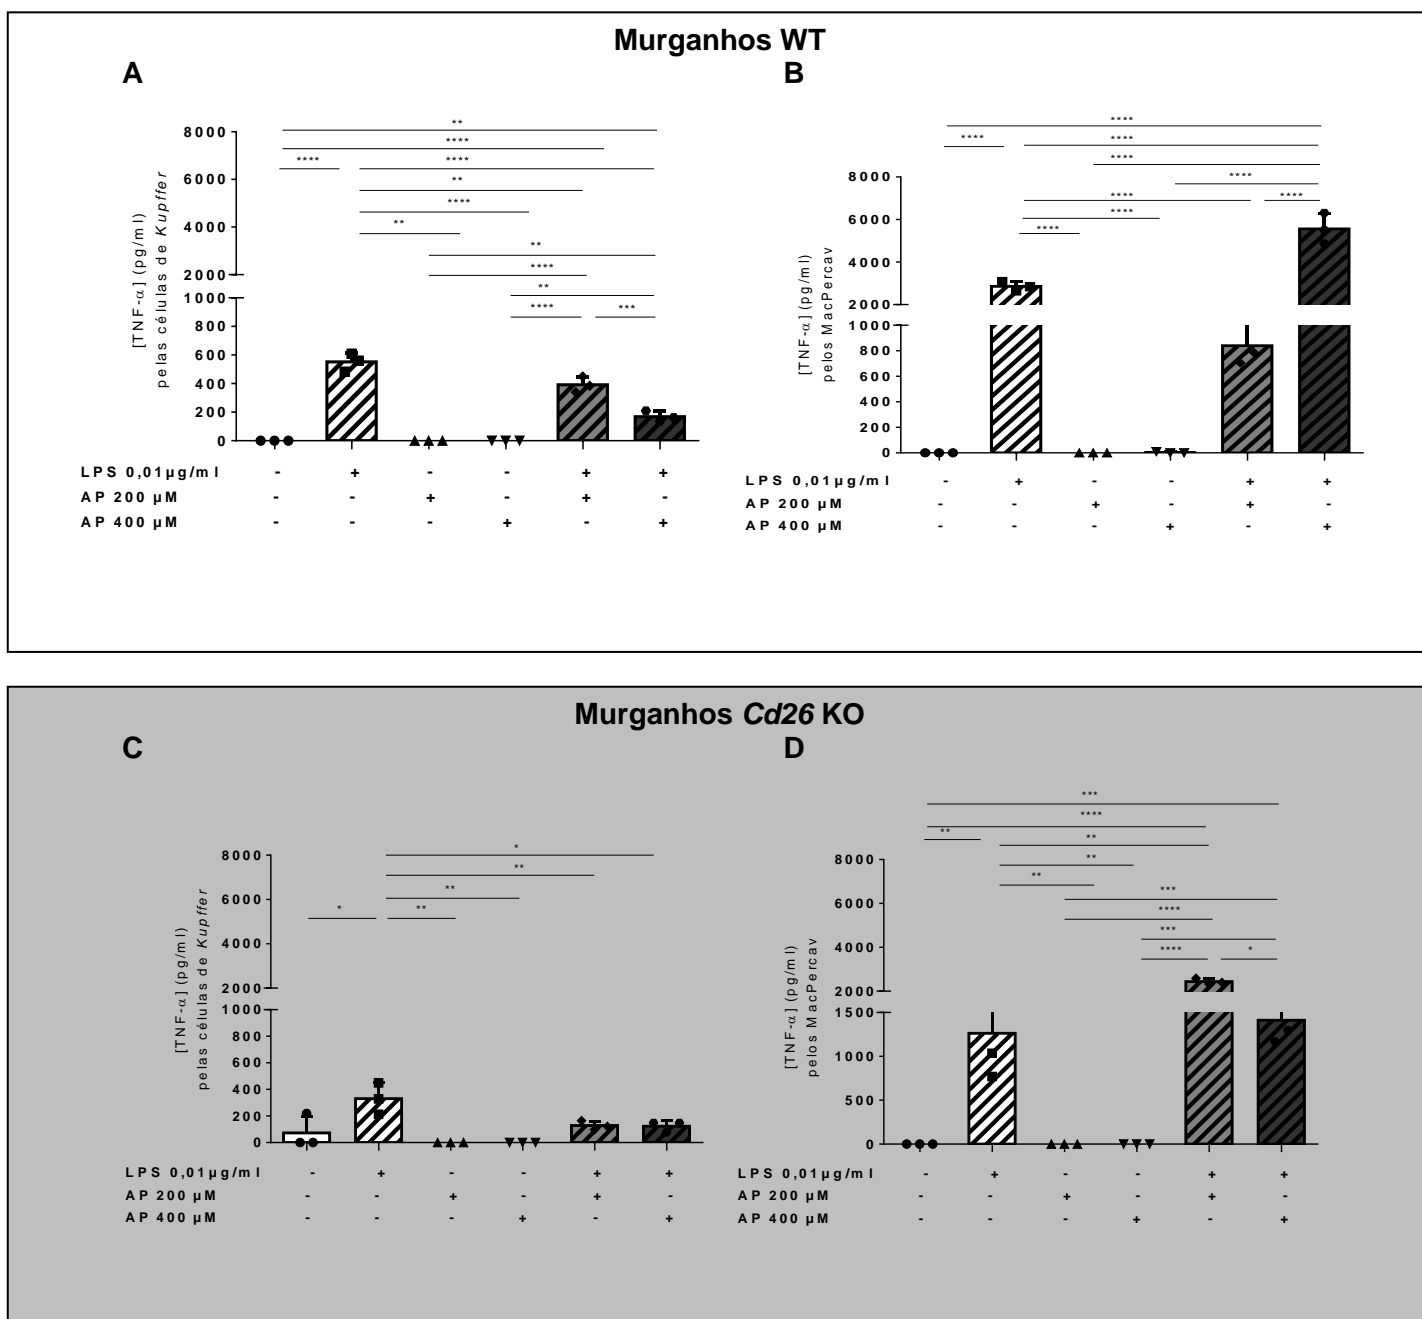 Murganhos WT
A
[TNF-α] (pg/ml)
pelas células de Kupffer
8000
6000
4000
2000
1000
800
600
400
200
0
**
****
**** ****
**
****
**
**
****
**
**** ***
LPS 0,01µg/ml - + - - + +
AP 200 µM - - + - + -
AP 400 µM - - - + - +
B
[TNF-α] (pg/ml)
pelos MacPercav
8000
6000
4000
2000
1000
800
600
400
200
0
****
**** ****
****
****
**** ****
****
****
LPS 0,01µg/ml - + - - + +
AP 200 µM - - + - + -
AP 400 µM - - - + - +
Murganhos Cd26 KO
C
[TNF-α] (pg/ml)
pelas células de Kupffer
8000
6000
4000
2000
1000
800
600
400
200
0
*
**
**
* **
LPS 0,01µg/ml - + - - + +
AP 200 µM - - + - + -
AP 400 µM - - - + - +
D
[TNF-α] (pg/ml)
pelos MacPercav
8000
6000
4000
2000
1500
1000
500
0
***
****
** **
**
**
***
****
***
**** *
LPS 0,01µg/ml - + - - + +
AP 200 µM - - + - + -
AP 400 µM - - - + - +